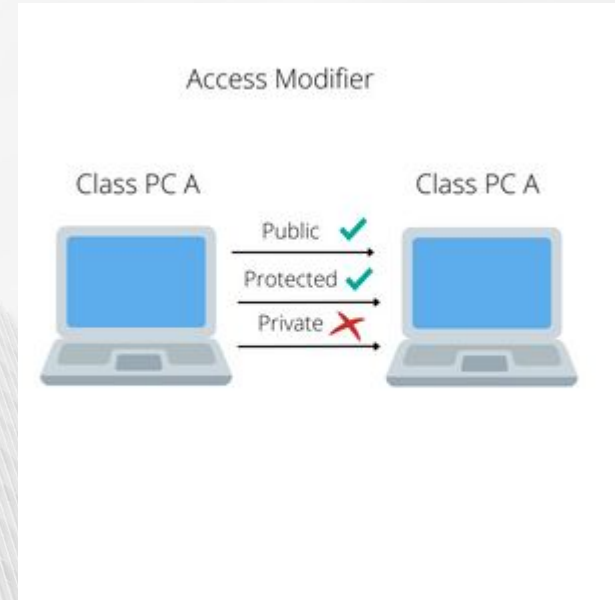 Access Modifier
Class PC A
Class PC A
Public
Protected
Private